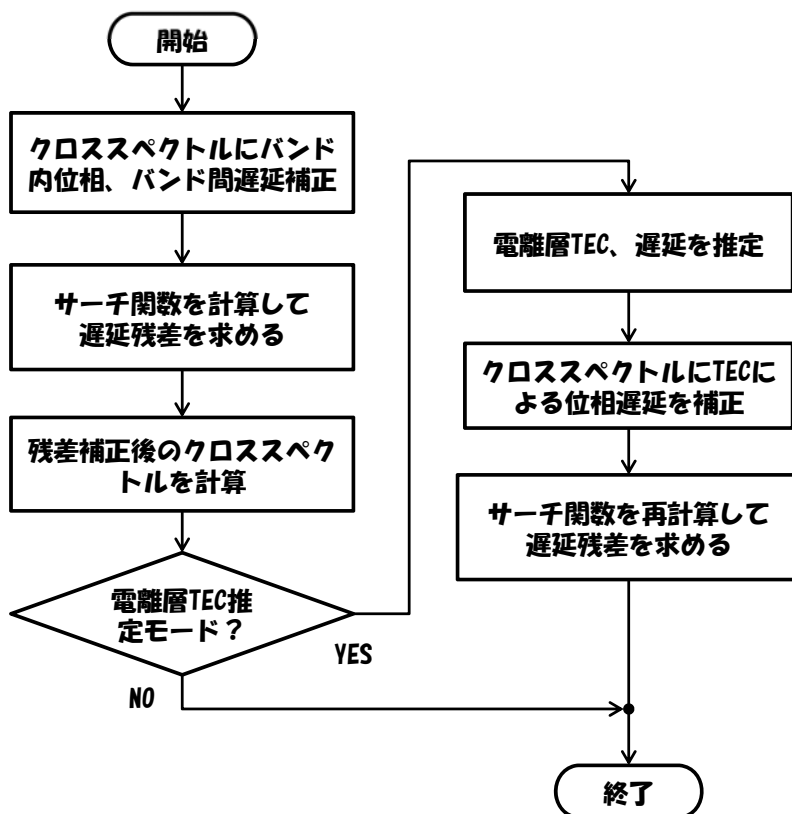 開始
クロススペクトルにバンド
内位相、バンド間遅延補正
サーチ関数を計算して
遅延残差を求める
残差補正後のクロススペク
トルを計算
電離層TEC推
定モード？
YES
NO
電離層TEC、遅延を推定
クロススペクトルにTECに
よる位相遅延を補正
サーチ関数を再計算して
遅延残差を求める
終了